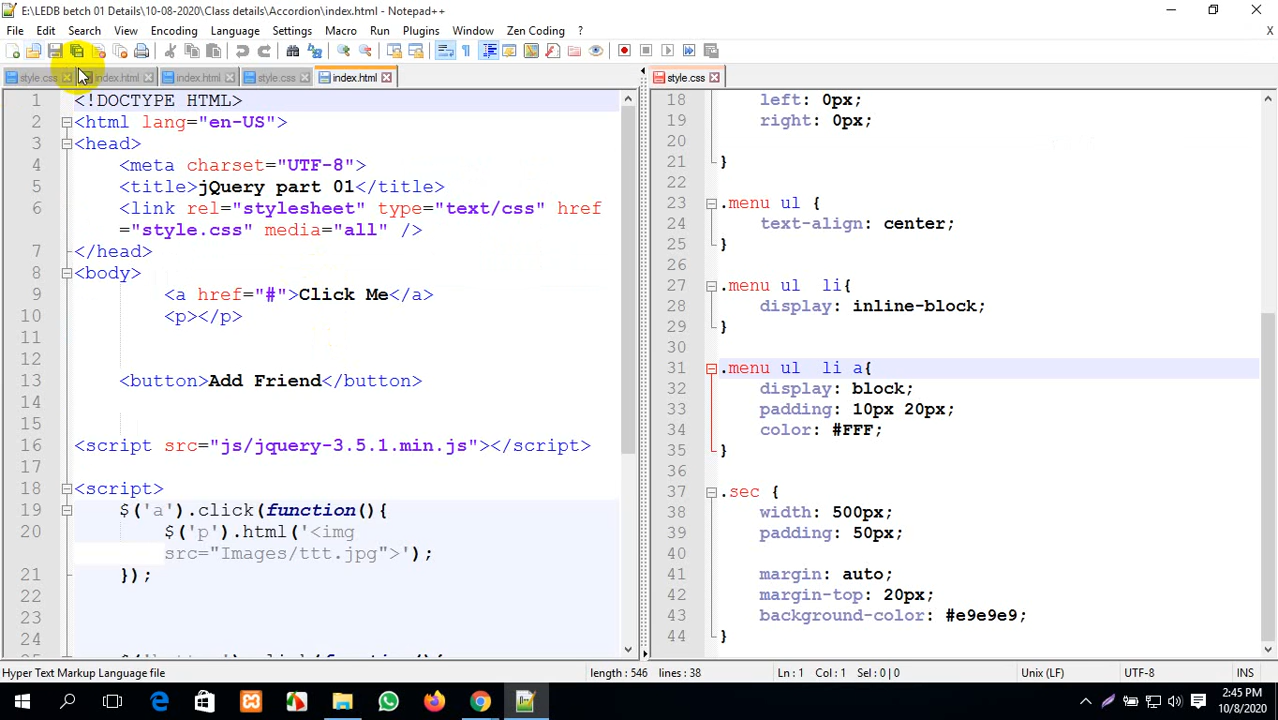 E:\LEDB betch 01 Details\10-08-2020\Class details\Accordion\index.html - Notepad++
File Edit Search View Encoding Language Settings Macro Run Plugins Window Zen Coding ?
style.css index.html index.html style.css index.html style.css
1 <!DOCTYPE HTML>
2 <html lang="en-US">
3 <head>
4 <meta charset="UTF-8">
5 <title>jQuery part 01</title>
6 <link rel="stylesheet" type="text/css" href
="style.css" media="all" />
7 </head>
8 <body>
9 <a href="#">Click Me</a>
10 <p></p>
11
12
13 <button>Add Friend</button>
14
15
16 <script src="js/jquery-3.5.1.min.js"></script>
17
18 <script>
19 $('a').click(function(){
20 $('p').html('<img
src="Images/ttt.jpg">');
21 });
22
23
24
18 left: 0px;
19 right: 0px;
20
21 }
22
23 .menu ul {
24 text-align: center;
25 }
26
27 .menu ul li{
28 display: inline-block;
29 }
30
31 .menu ul li a{
32 display: block;
33 padding: 10px 20px;
34 color: #FFF;
35 }
36
37 .sec {
38 width: 500px;
39 padding: 50px;
40
41 margin: auto;
42 margin-top: 20px;
43 background-color: #e9e9e9;
44 }
Hyper Text Markup Language file length : 546 lines : 38 Ln : 1 Col : 1 Sel : 0 | 0 Unix (LF) UTF-8 INS
2:45 PM
10/8/2020